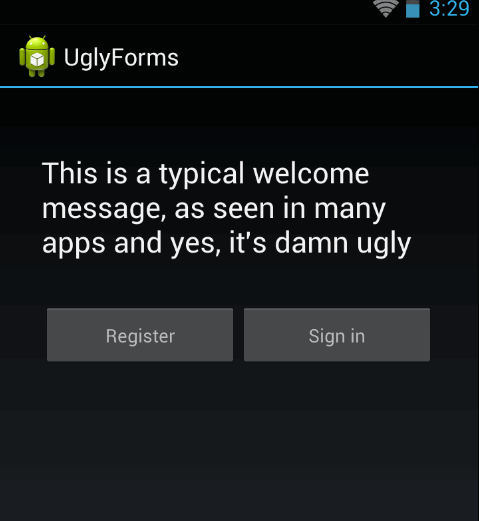 3:29
UglyForms
This is a typical welcome
message, as seen in many
apps and yes, it's damn ugly
Register Sign in